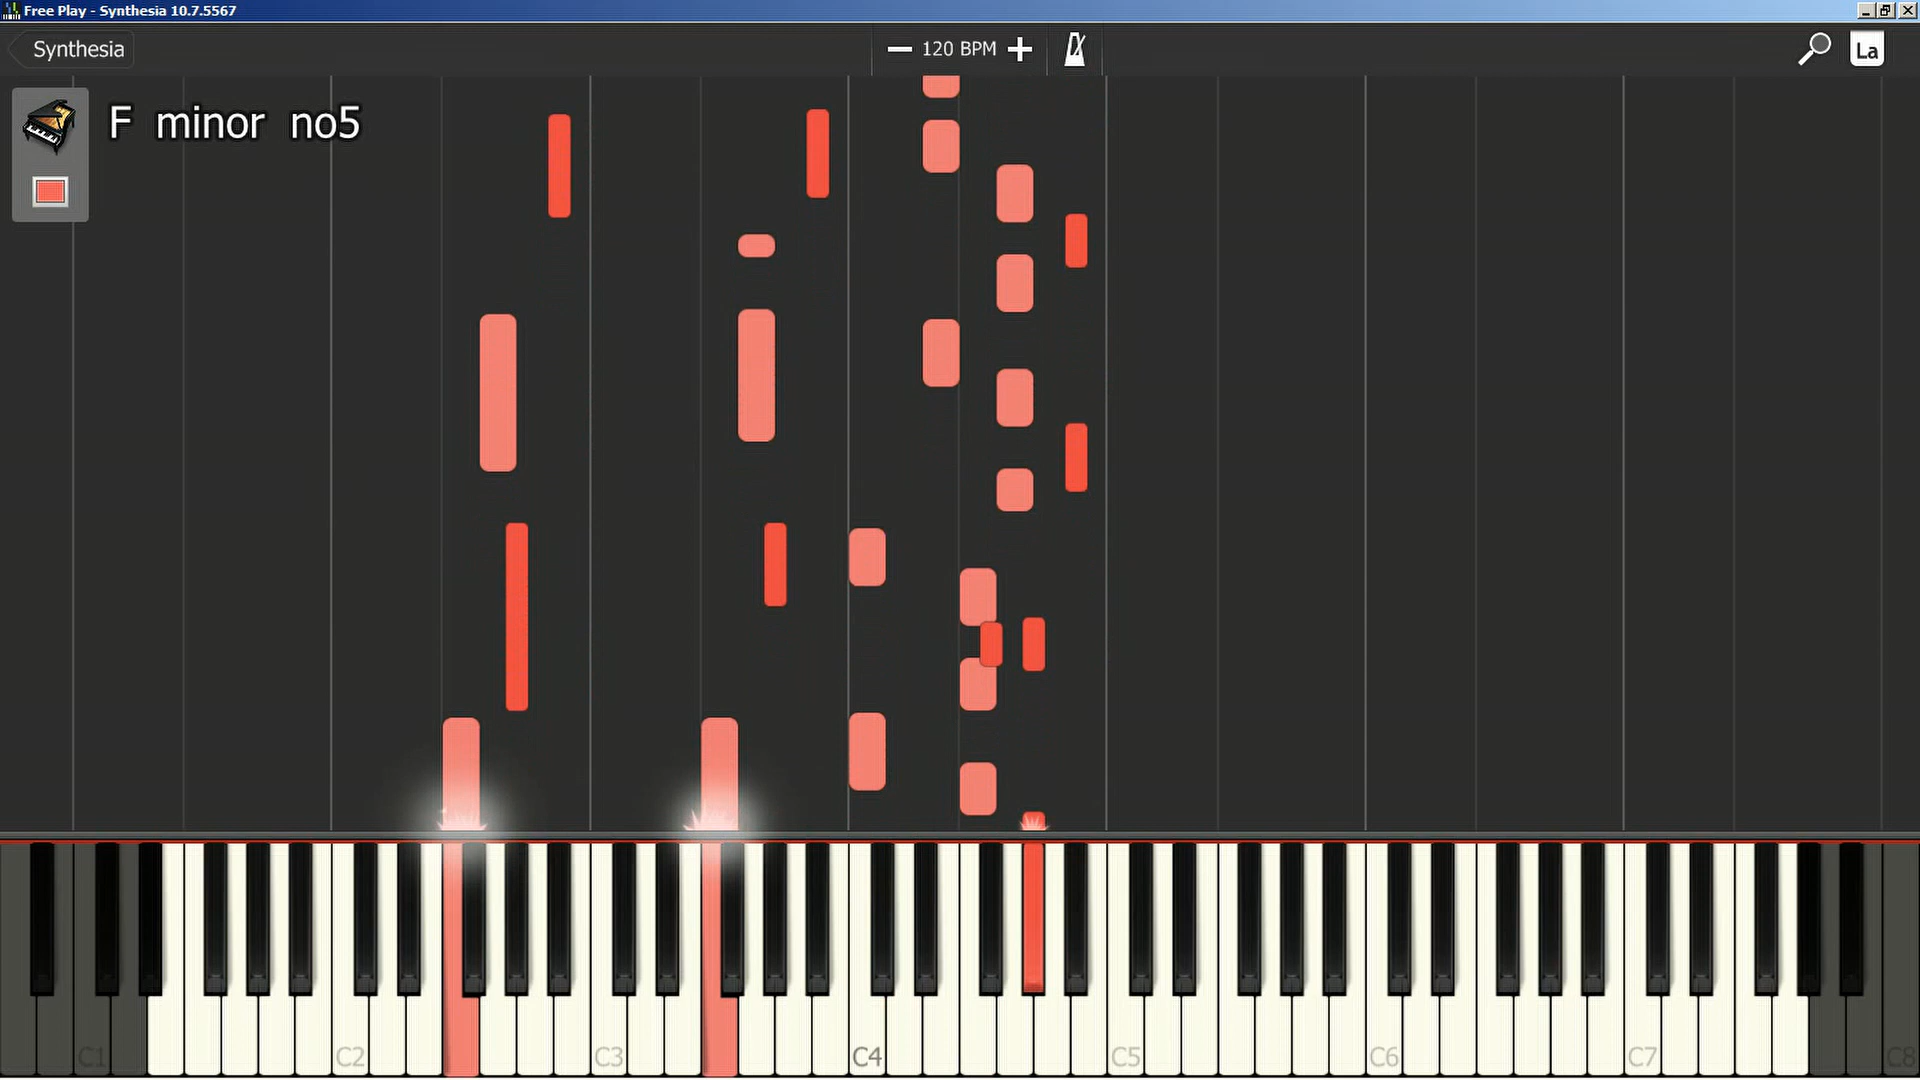 Free Play - Synthesia 10.7.5567
Synthesia
120 BPM
La
F minor no5
C1
C2
C3
C4
C5
C6
C7
C8